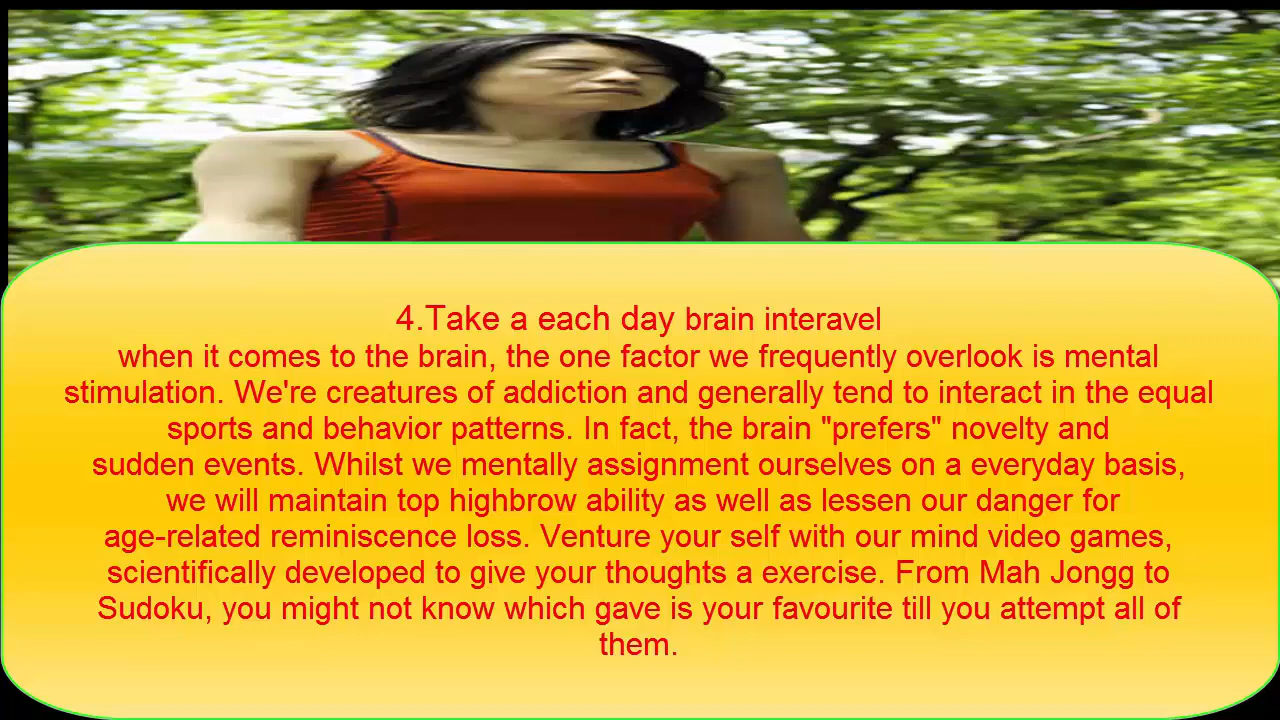 4.Take a each day brain interavel
when it comes to the brain, the one factor we frequently overlook is mental
stimulation. We're creatures of addiction and generally tend to interact in the equal
sports and behavior patterns. In fact, the brain "prefers" novelty and
sudden events. Whilst we mentally assignment ourselves on a everyday basis,
we will maintain top highbrow ability as well as lessen our danger for
age-related reminiscence loss. Venture your self with our mind video games,
scientifically developed to give your thoughts a exercise. From Mah Jongg to
Sudoku, you might not know which gave is your favourite till you attempt all of
them.